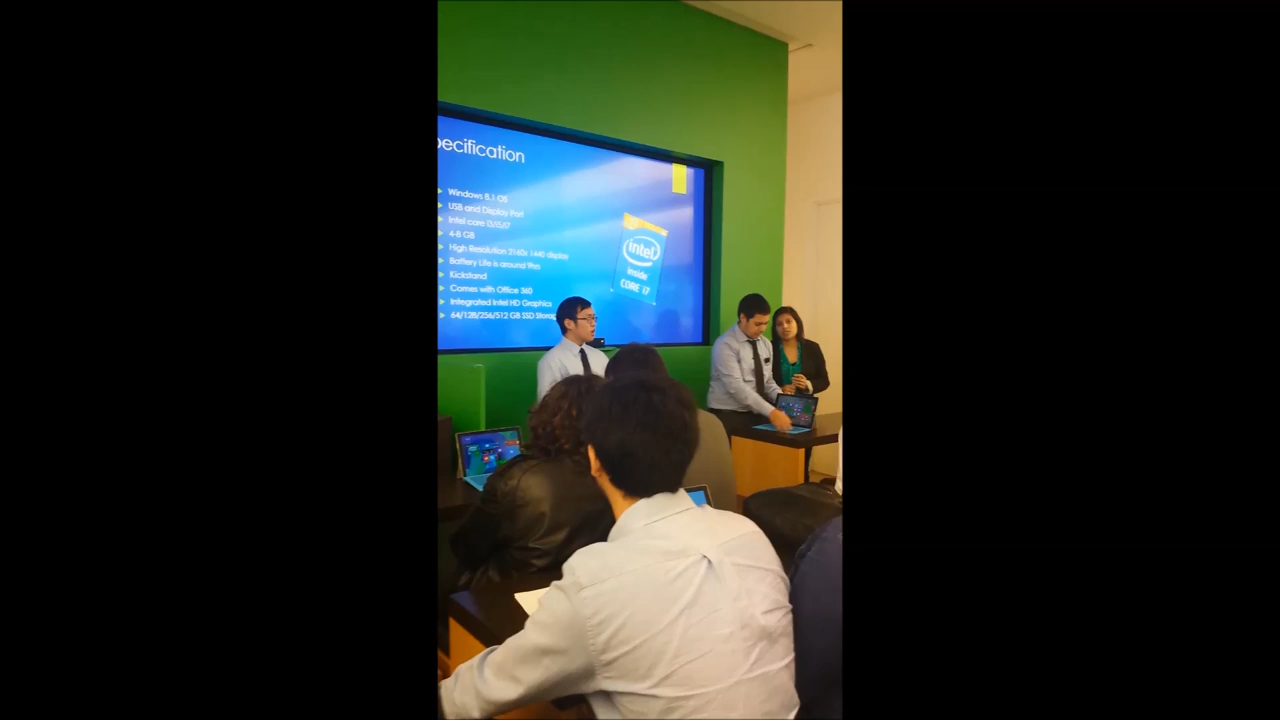 pecification
Windows 8.1 OS
USB and Display Port
Intel core i3/i5/i7
4-8 GB
High Resolution 2160x 1440 display
Battery Life is around 9hrs
Kickstand
Comes with Office 360
Integrated Intel HD Graphics
64/128/256/512 GB SSD Storag
intel
inside
CORE i7